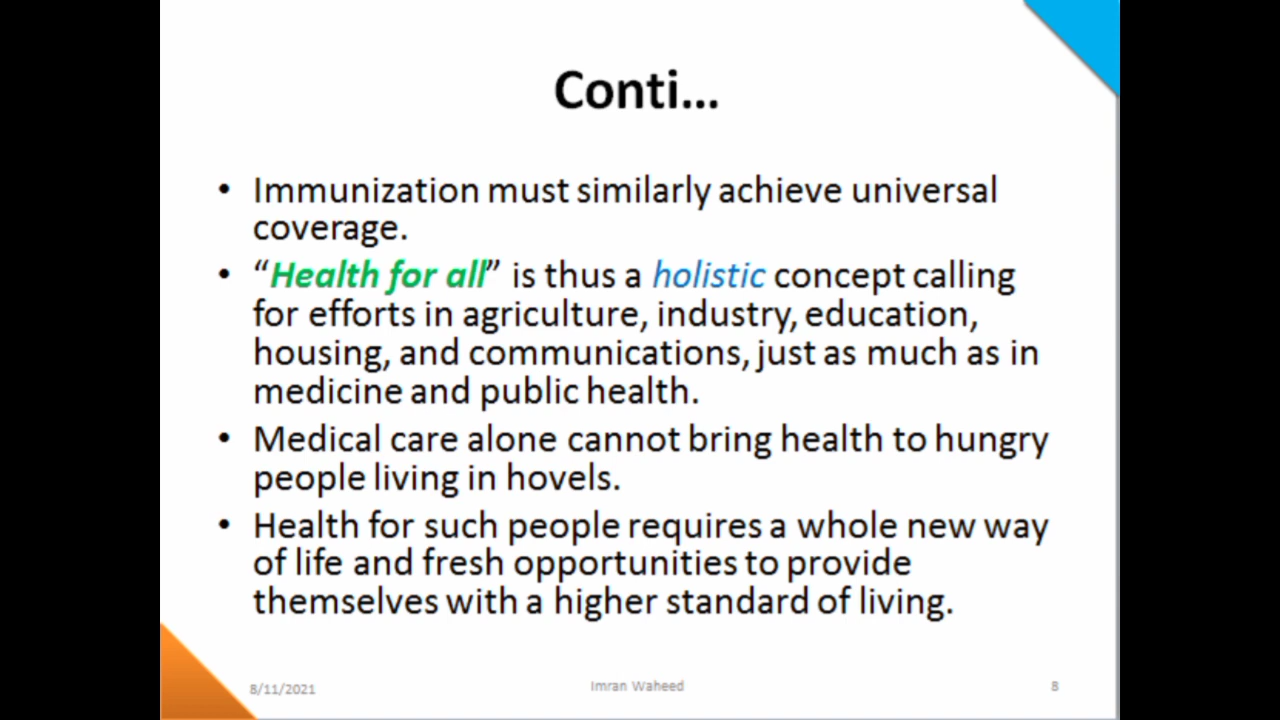 Conti...
• Immunization must similarly achieve universal
coverage.
• “Health for all” is thus a holistic concept calling
for efforts in agriculture, industry, education,
housing, and communications, just as much as in
medicine and public health.
• Medical care alone cannot bring health to hungry
people living in hovels.
• Health for such people requires a whole new way
of life and fresh opportunities to provide
themselves with a higher standard of living.
8/11/2021
Imran Waheed
8